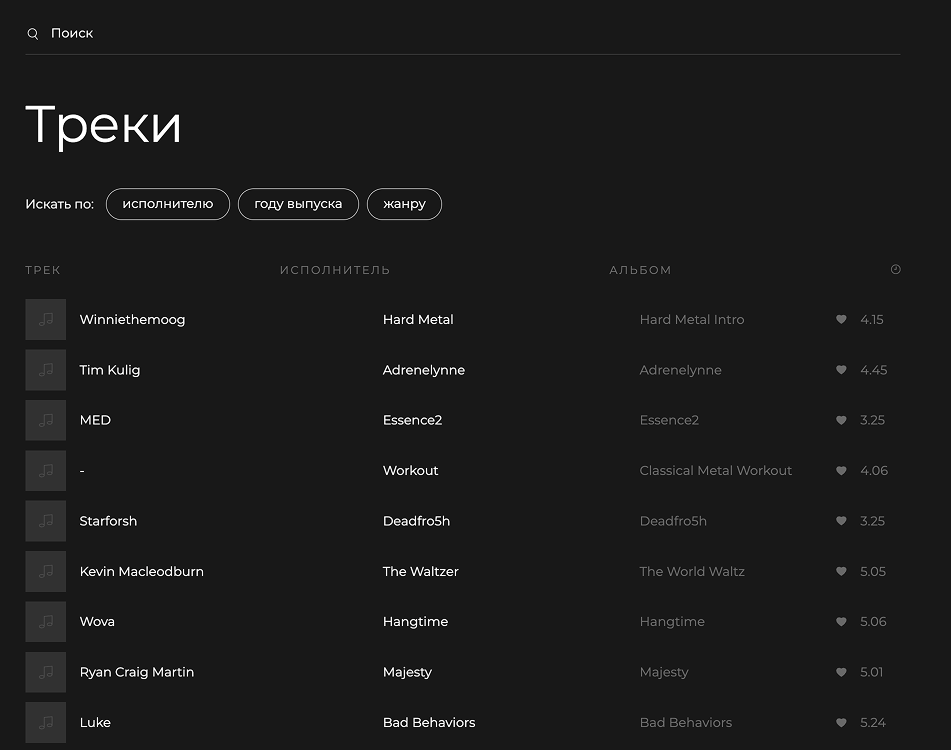 Поиск
Треки
Искать по: исполнителю году выпуска жанру
ТРЕК ИСПОЛНИТЕЛЬ АЛЬБОМ
Winniethemoog Hard Metal Hard Metal Intro 4.15
Tim Kulig Adrenelynne Adrenelynne 4.45
MED Essence2 Essence2 3.25
- Workout Classical Metal Workout 4.06
Starforsh Deadfro5h Deadfro5h 3.25
Kevin Macleodburn The Waltzer The World Waltz 5.05
Wova Hangtime Hangtime 5.06
Ryan Craig Martin Majesty Majesty 5.01
Luke Bad Behaviors Bad Behaviors 5.24